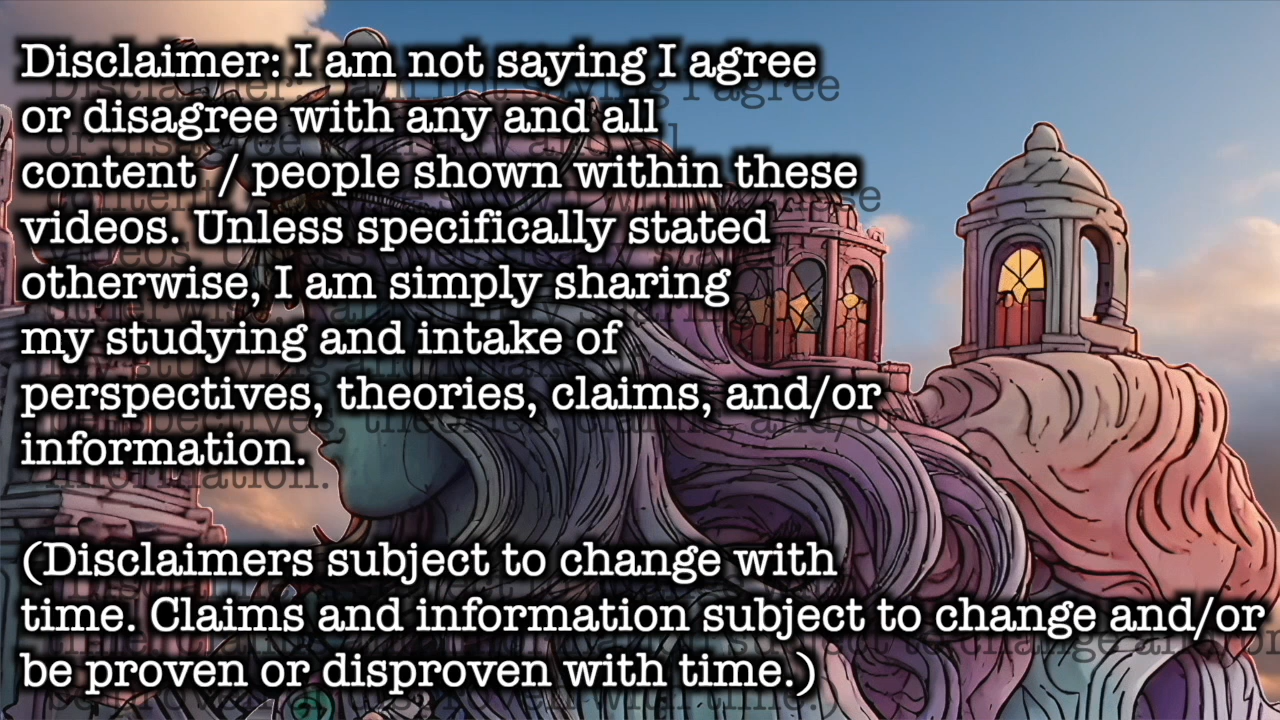 Disclaimer: I am not saying I agree
or disagree with any and all
content / people shown within these
videos. Unless specifically stated
otherwise, I am simply sharing
my studying and intake of
perspectives, theories, claims, and/or
information.
(Disclaimers subject to change with
time. Claims and information subject to change and/or
be proven or disproven with time.)